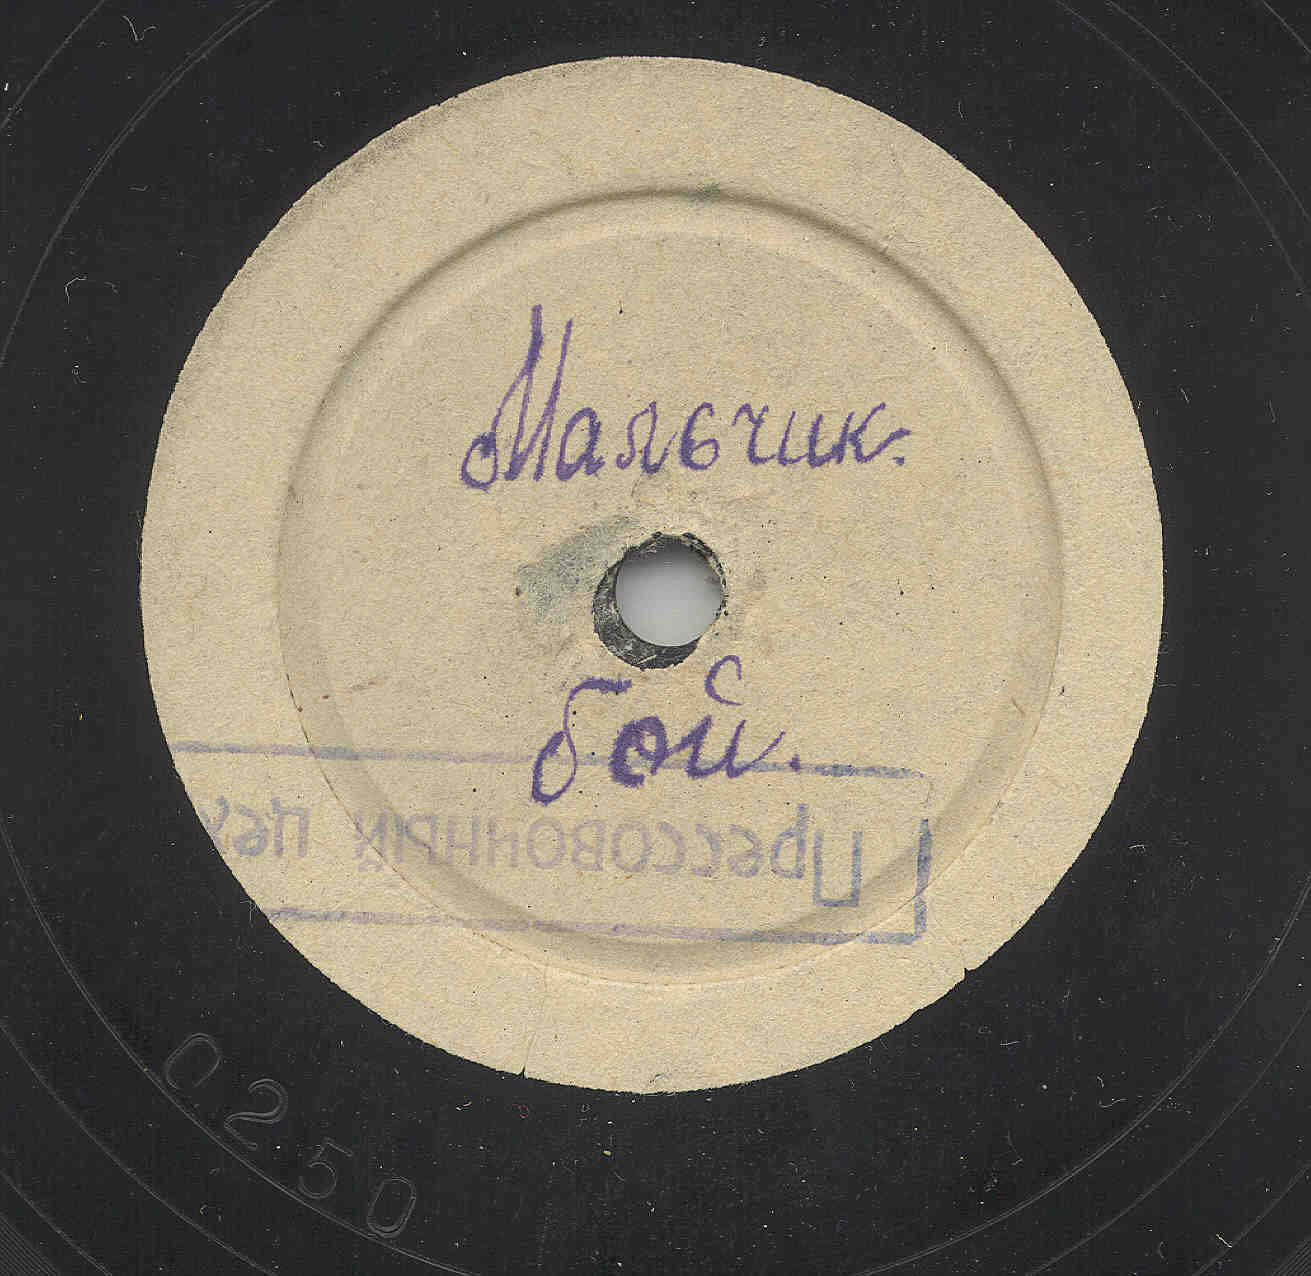 Мальчик.
бой.
Прессовочный цех
0250